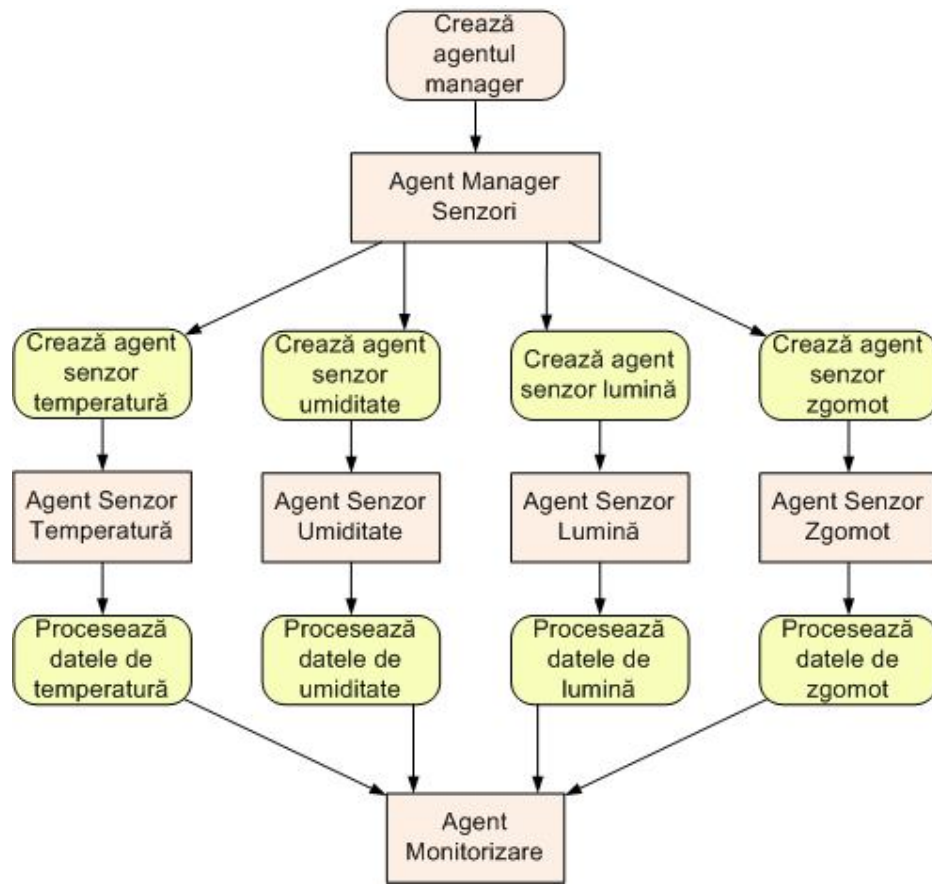 Crează
agentul
manager
Agent Manager
Senzori
Crează agent
senzor
temperatură
Crează agent
senzor
umiditate
Crează agent
senzor lumină
Crează agent
senzor
zgomot
Agent Senzor
Temperatură
Agent Senzor
Umiditate
Agent Senzor
Lumină
Agent Senzor
Zgomot
Procesează
datele de
temperatură
Procesează
datele de
umiditate
Procesează
datele de
lumină
Procesează
datele de
zgomot
Agent
Monitorizare